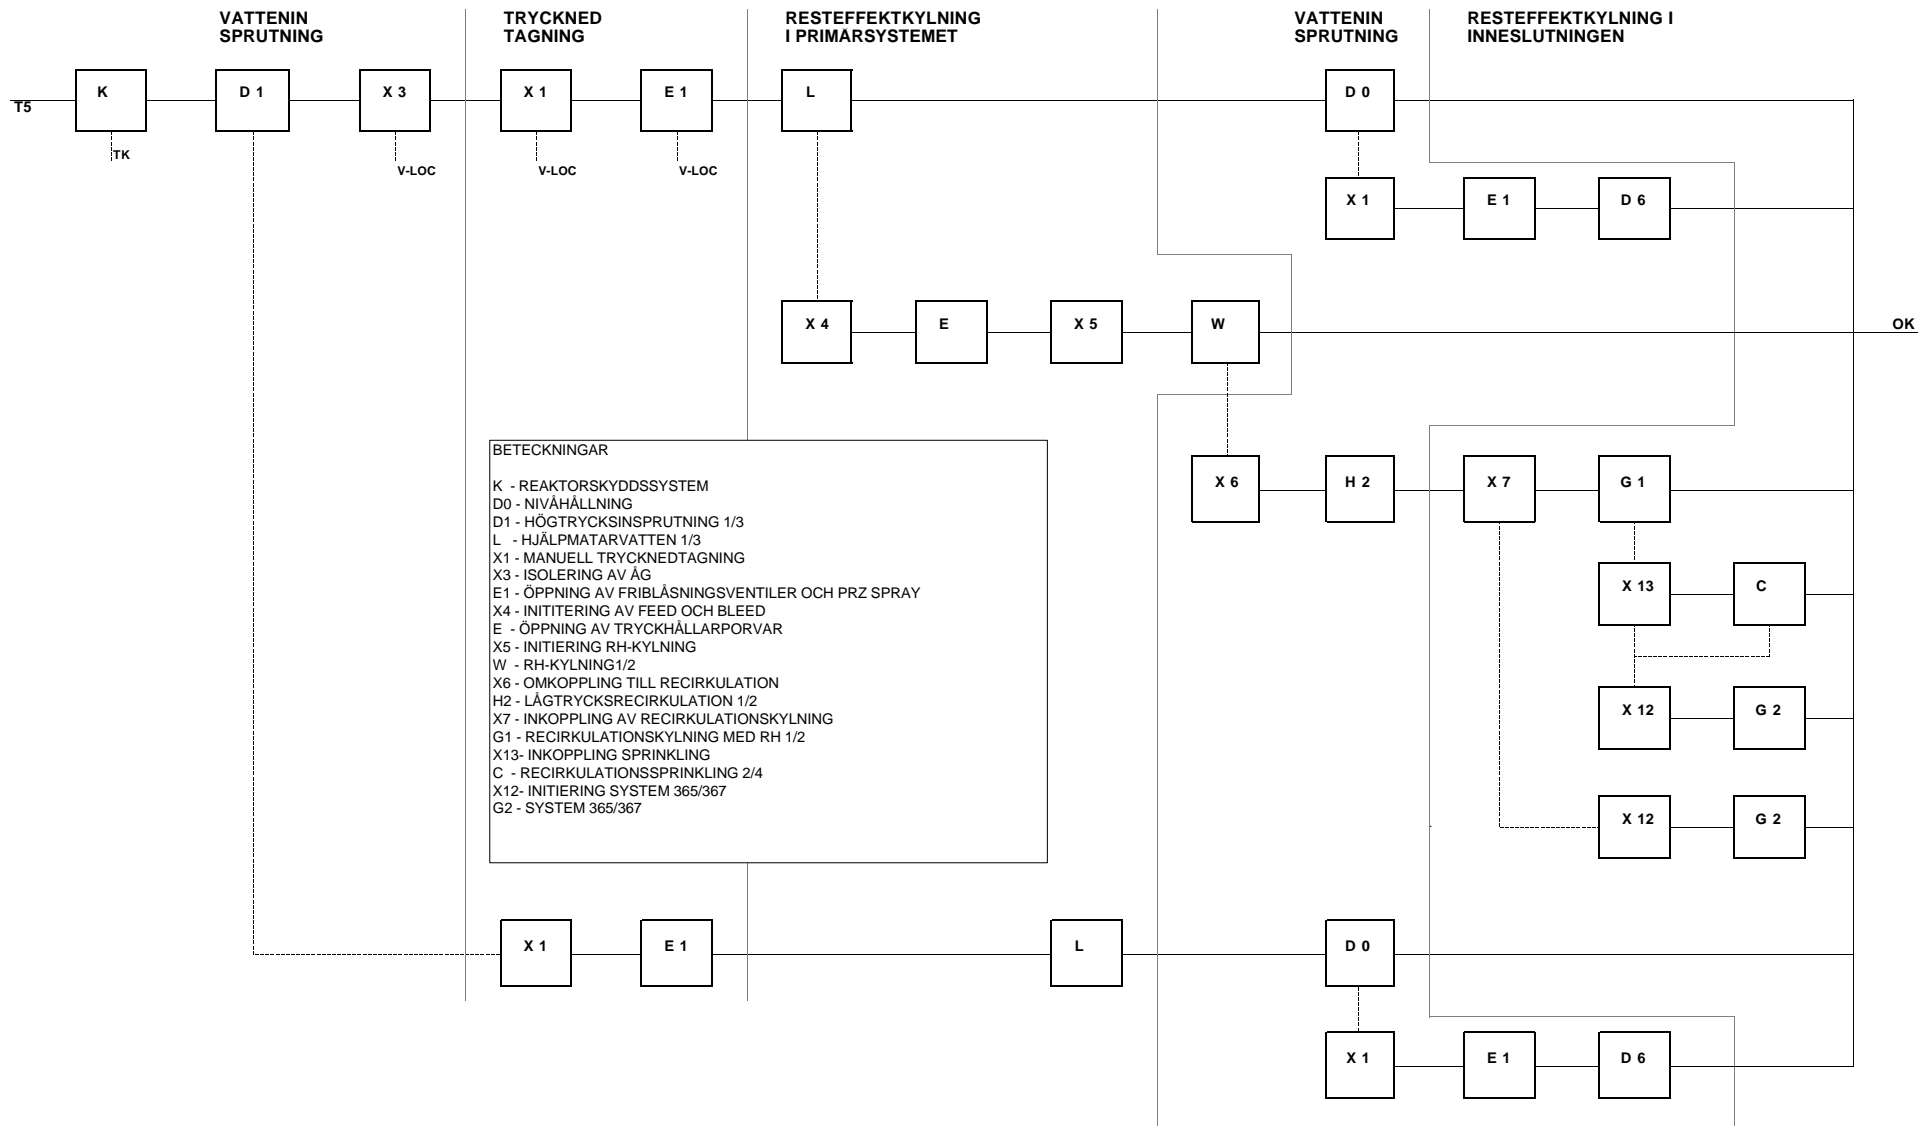 VATTENIN
SPRUTNING
TRYCKNED
TAGNING
RESTEFFEKTKYLNING
I PRIMARSYSTEMET
VATTENIN
SPRUTNING
RESTEFFEKTKYLNING I
INNESLUTNINGEN
T5
K
D 1
X 3
X 1
E 1
L
D 0
TK
V-LOC
V-LOC
V-LOC
X 1
E 1
D 6
X 4
E
X 5
W
OK
BETECKNINGAR
K - REAKTORSKYDDSSYSTEM
D0 - NIVÅHÅLLNING
D1 - HÖGTRYCKSINSPRUTNING 1/3
L - HJÄLPMATARVATTEN 1/3
X1 - MANUELL TRYCKNEDTAGNING
X3 - ISOLERING AV ÅG
E1 - ÖPPNING AV FRIBLÅSNINGSVENTILER OCH PRZ SPRAY
X4 - INITITERING AV FEED OCH BLEED
E - ÖPPNING AV TRYCKHÅLLARPORVAR
X5 - INITIERING RH-KYLNING
W - RH-KYLNING1/2
X6 - OMKOPPLING TILL RECIRKULATION
H2 - LÅGTRYCKSRECIRKULATION 1/2
X7 - INKOPPLING AV RECIRKULATIONSKYLNING
G1 - RECIRKULATIONSKYLNING MED RH 1/2
X13- INKOPPLING SPRINKLING
C - RECIRKULATIONSSPRINKLING 2/4
X12- INITIERING SYSTEM 365/367
G2 - SYSTEM 365/367
X 6
H 2
X 7
G 1
X 13
C
X 12
G 2
X 12
G 2
X 1
E 1
L
D 0
X 1
E 1
D 6